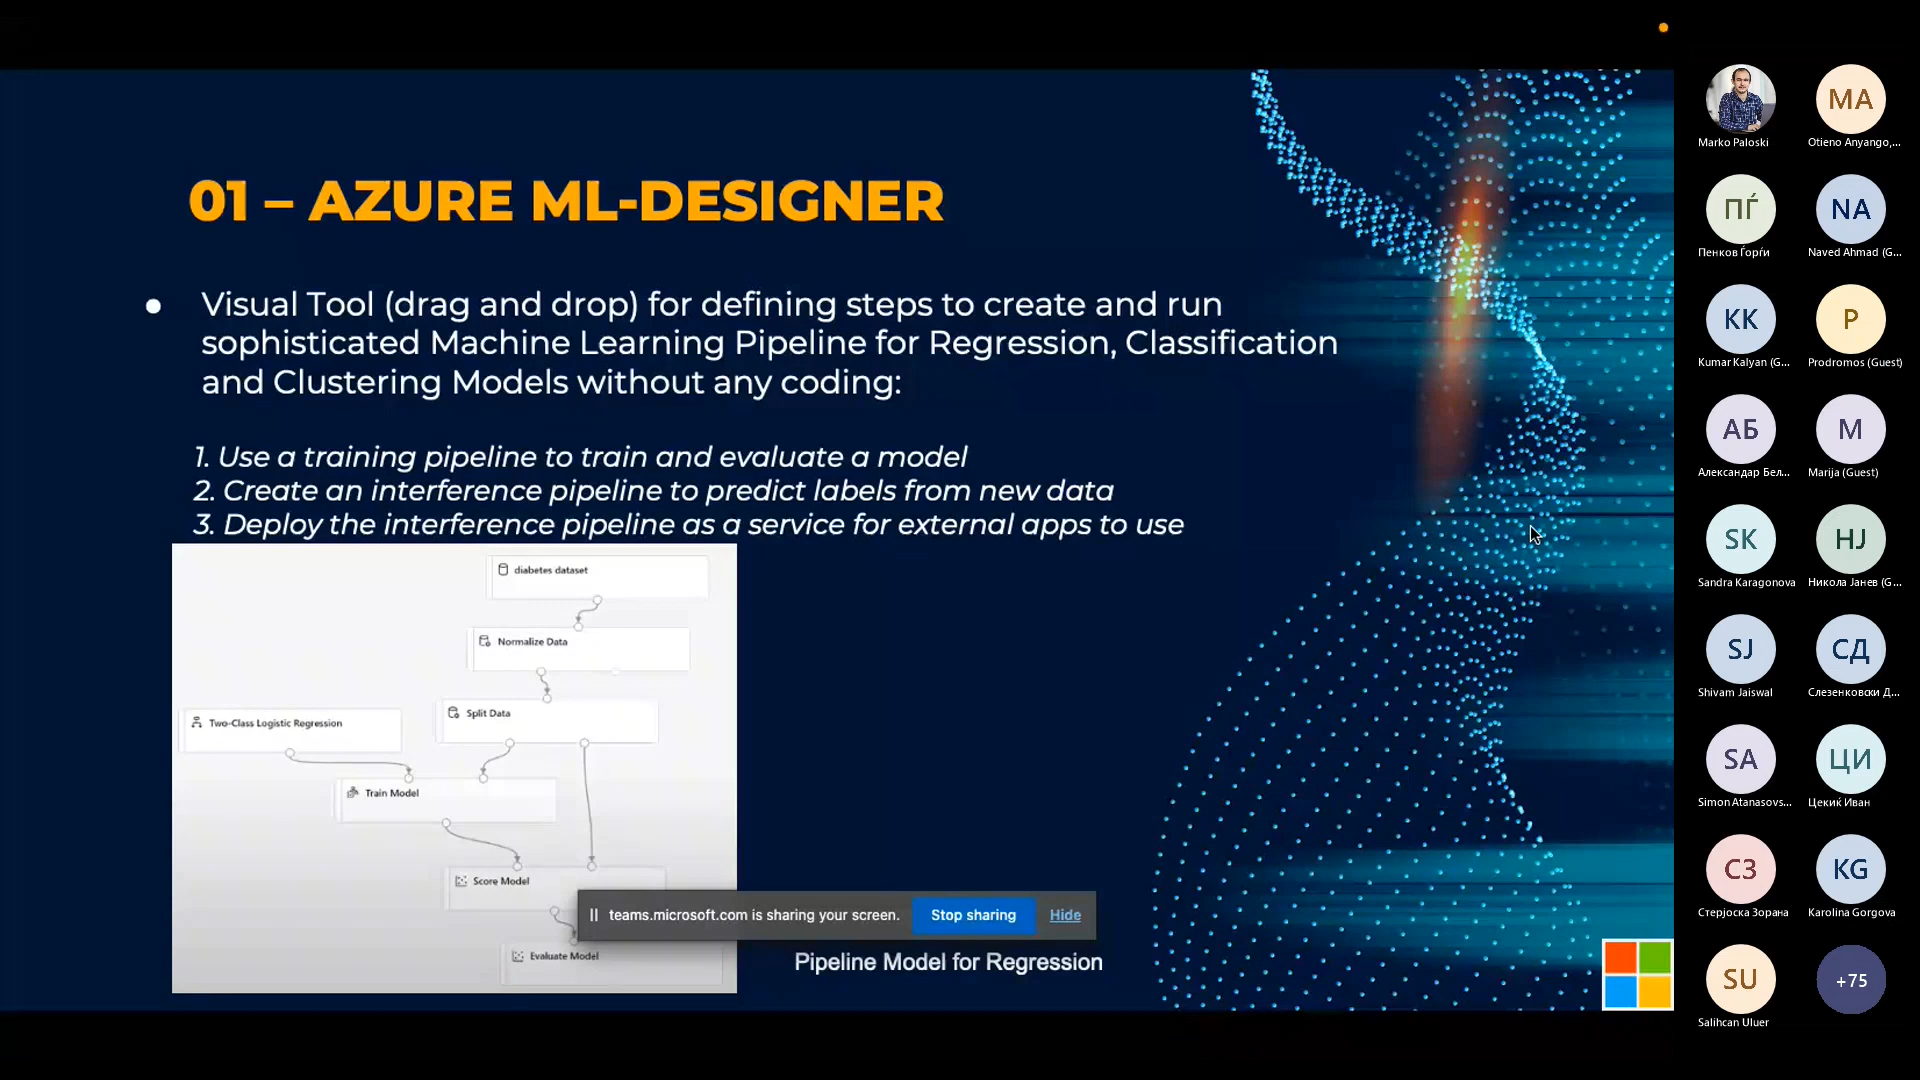 01 – AZURE ML-DESIGNER
● Visual Tool (drag and drop) for defining steps to create and run
sophisticated Machine Learning Pipeline for Regression, Classification
and Clustering Models without any coding:
1. Use a training pipeline to train and evaluate a model
2. Create an interference pipeline to predict labels from new data
3. Deploy the interference pipeline as a service for external apps to use
diabetes dataset
Normalize Data
Split Data
Two-Class Logistic Regression
Train Model
Score Model
Evaluate Model
teams.microsoft.com is sharing your screen.
Stop sharing
Hide
Pipeline Model for Regression
Marko Paloski
MA
Otieno Anyango,...
ПЃ
Пенков Ѓорѓи
NA
Naved Ahmad (G...
KK
Kumar Kalyan (G...
P
Prodromos (Guest)
АБ
Александар Бел...
M
Marija (Guest)
SK
Sandra Karagonova
НЈ
Никола Јанев (G...
SJ
Shivam Jaiswal
СД
Слезенковски Д...
SA
Simon Atanasovs...
ЦИ
Цекиќ Иван
СЗ
Стерјоска Зорана
KG
Karolina Gorgova
SU
Salihcan Uluer
+75